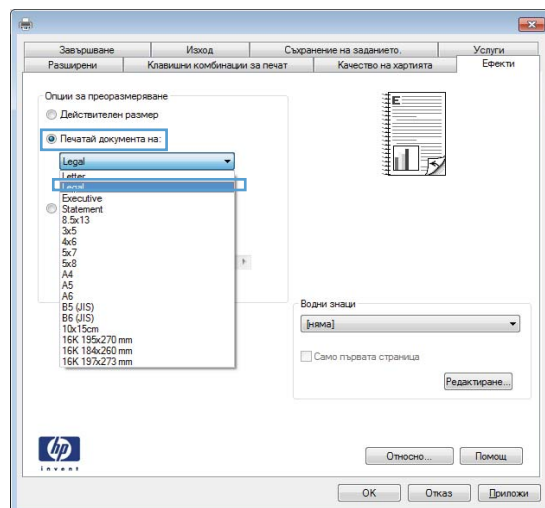 Завършване
Изход
Съхранение на заданието.
Услуги
Разширени
Клавишни комбинации за печат
Качество на хартията
Ефекти
Опции за преоразмеряване
Действителен размер
Печатай документа на:
Legal
Letter
Legal
Executive
Statement
8.5x13
3x5
4x6
5x7
5x8
A4
A5
A6
B5 (JIS)
B6 (JIS)
10x15cm
16K 195x270 mm
16K 184x260 mm
16K 197x273 mm
E
Водни знаци
[няма]
Само първата страница
Редактиране...
hp
invent
Относно...
Помощ
OK
Отказ
Приложи